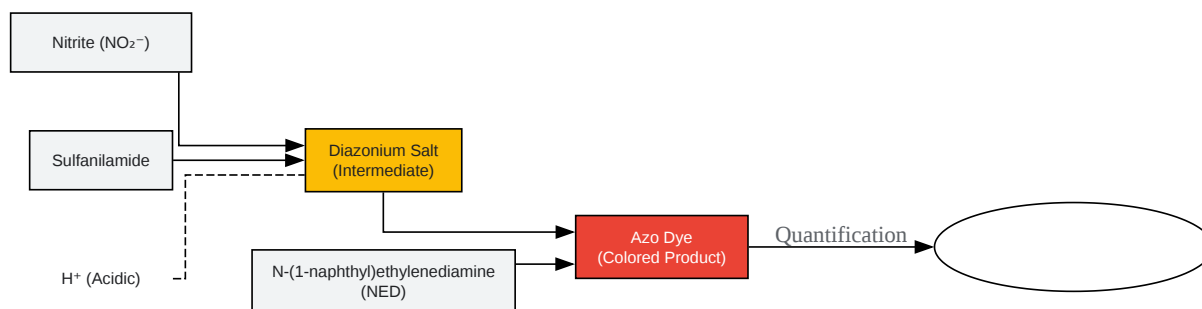 Nitrite (NO₂⁻)
Sulfanilamide
Diazonium Salt
(Intermediate)
H⁺ (Acidic)
N-(1-naphthyl)ethylenediamine
(NED)
Azo Dye
(Colored Product)
Quantification